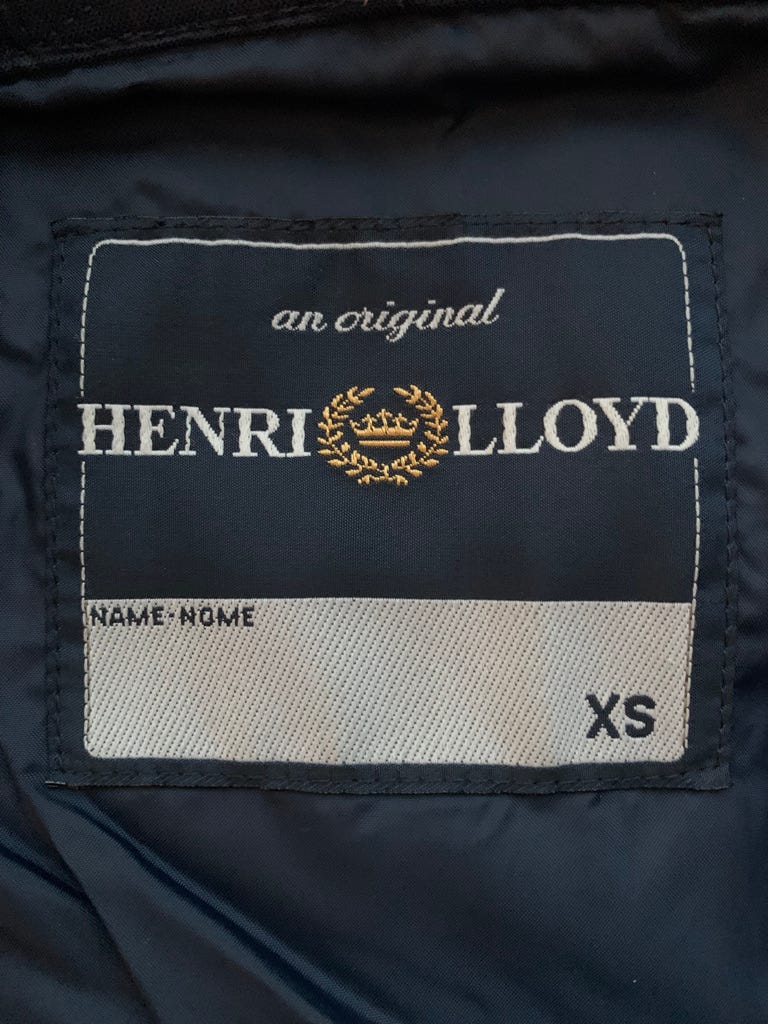 an original
HENRI LLOYD
NAME-NOME
XS